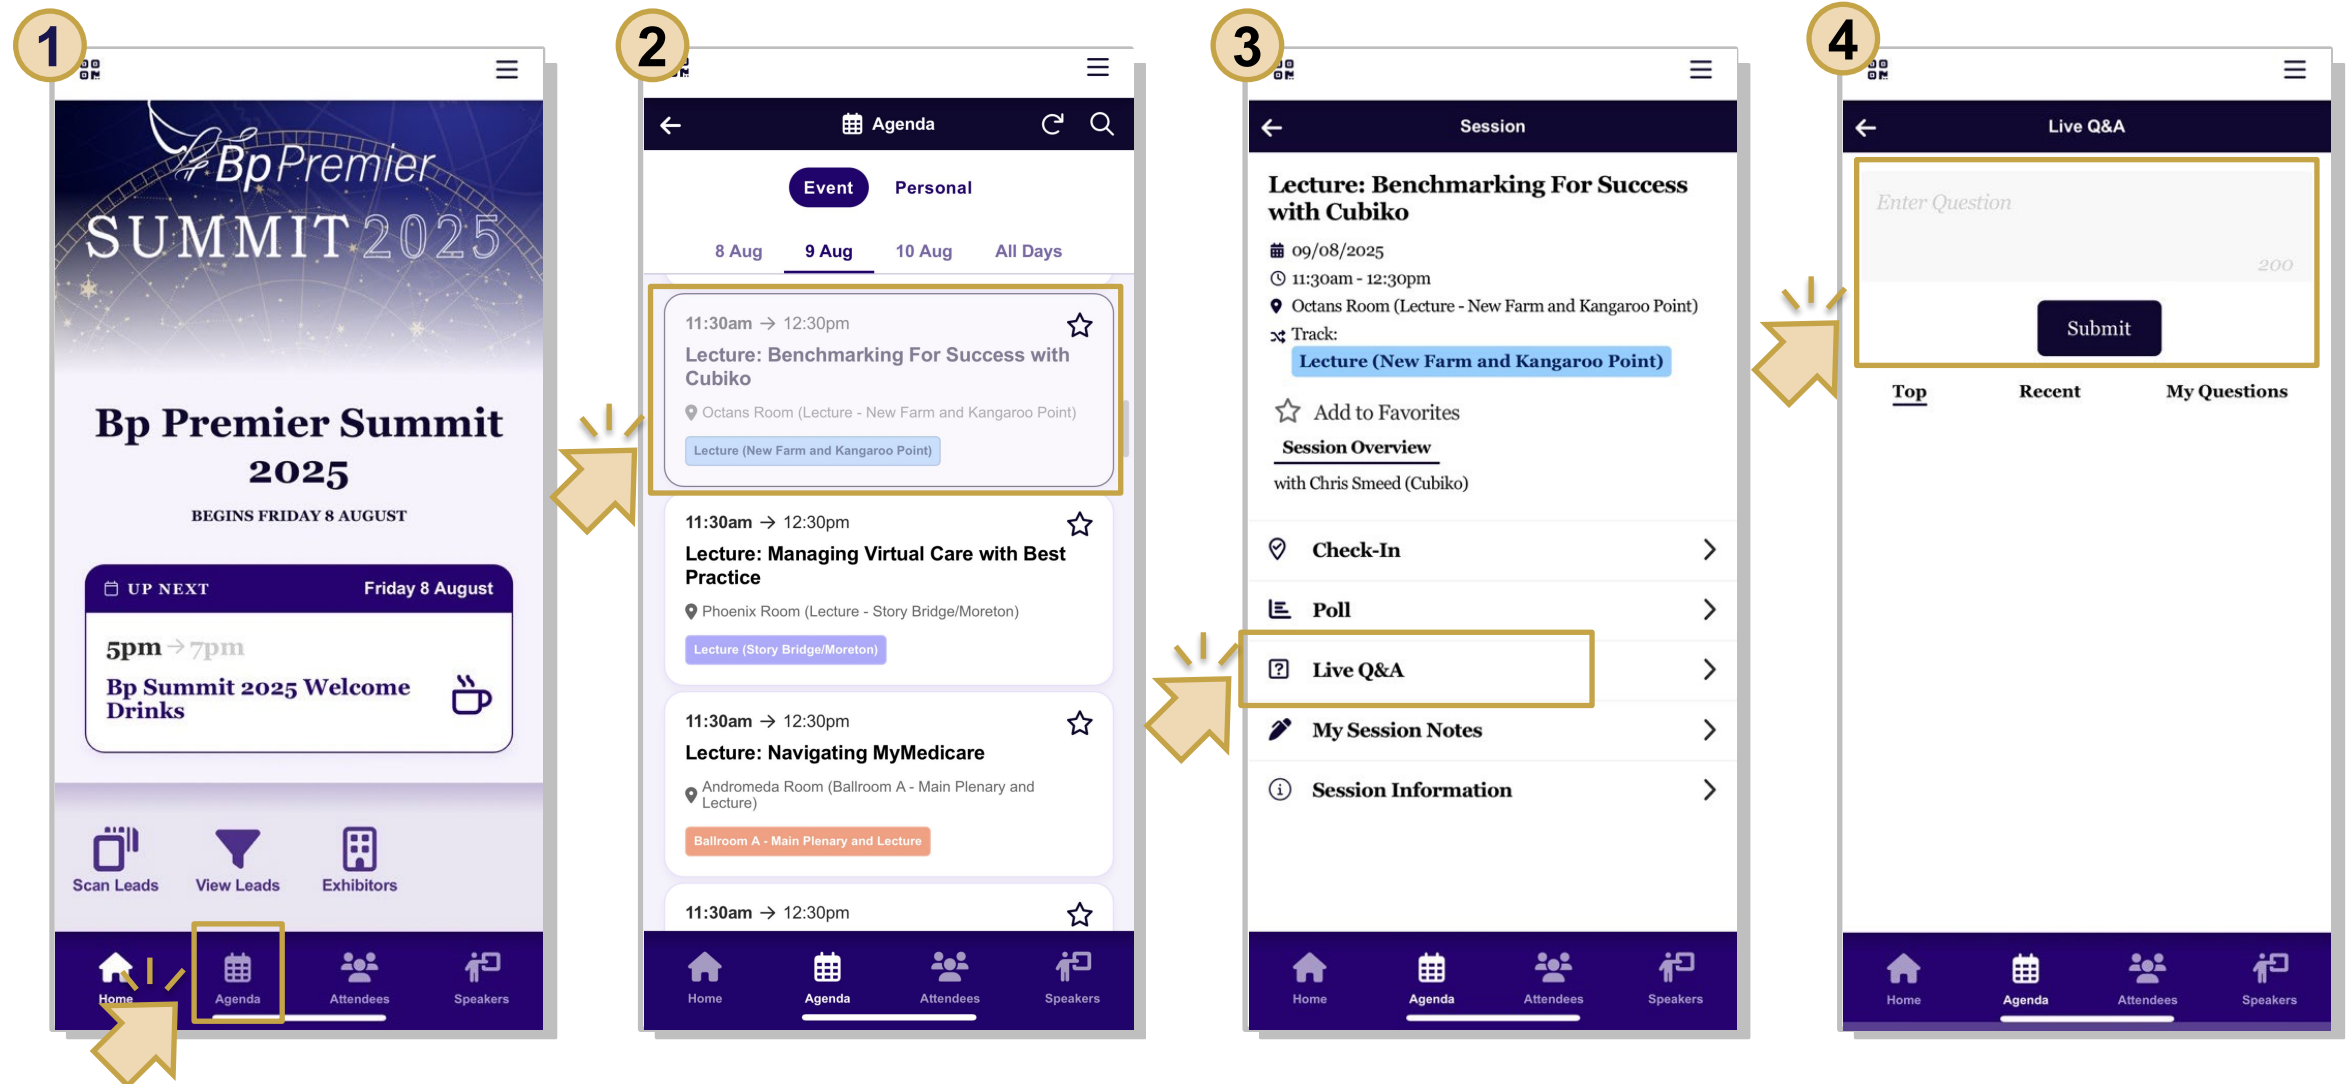 1
Bp Premier
SUMMIT 2025
Bp Premier Summit
2025
BEGINS FRIDAY 8 AUGUST
UP NEXT Friday 8 August
5pm → 7pm
Bp Summit 2025 Welcome
Drinks
Scan Leads View Leads Exhibitors
Home Agenda Attendees Speakers
2
Agenda
Event Personal
8 Aug 9 Aug 10 Aug All Days
11:30am → 12:30pm
Lecture: Benchmarking For Success with
Cubiko
Octans Room (Lecture - New Farm and Kangaroo Point)
Lecture (New Farm and Kangaroo Point)
11:30am → 12:30pm
Lecture: Managing Virtual Care with Best
Practice
Phoenix Room (Lecture - Story Bridge/Moreton)
Lecture (Story Bridge/Moreton)
11:30am → 12:30pm
Lecture: Navigating MyMedicare
Andromeda Room (Ballroom A - Main Plenary and
Lecture)
Ballroom A - Main Plenary and Lecture
11:30am → 12:30pm
Home Agenda Attendees Speakers
3
Session
Lecture: Benchmarking For Success
with Cubiko
09/08/2025
11:30am - 12:30pm
Octans Room (Lecture - New Farm and Kangaroo Point)
Track:
Lecture (New Farm and Kangaroo Point)
Add to Favorites
Session Overview
with Chris Smeed (Cubiko)
Check-In
Poll
Live Q&A
My Session Notes
Session Information
Home Agenda Attendees Speakers
4
Live Q&A
Enter Question
200
Submit
Top Recent My Questions
Home Agenda Attendees Speakers